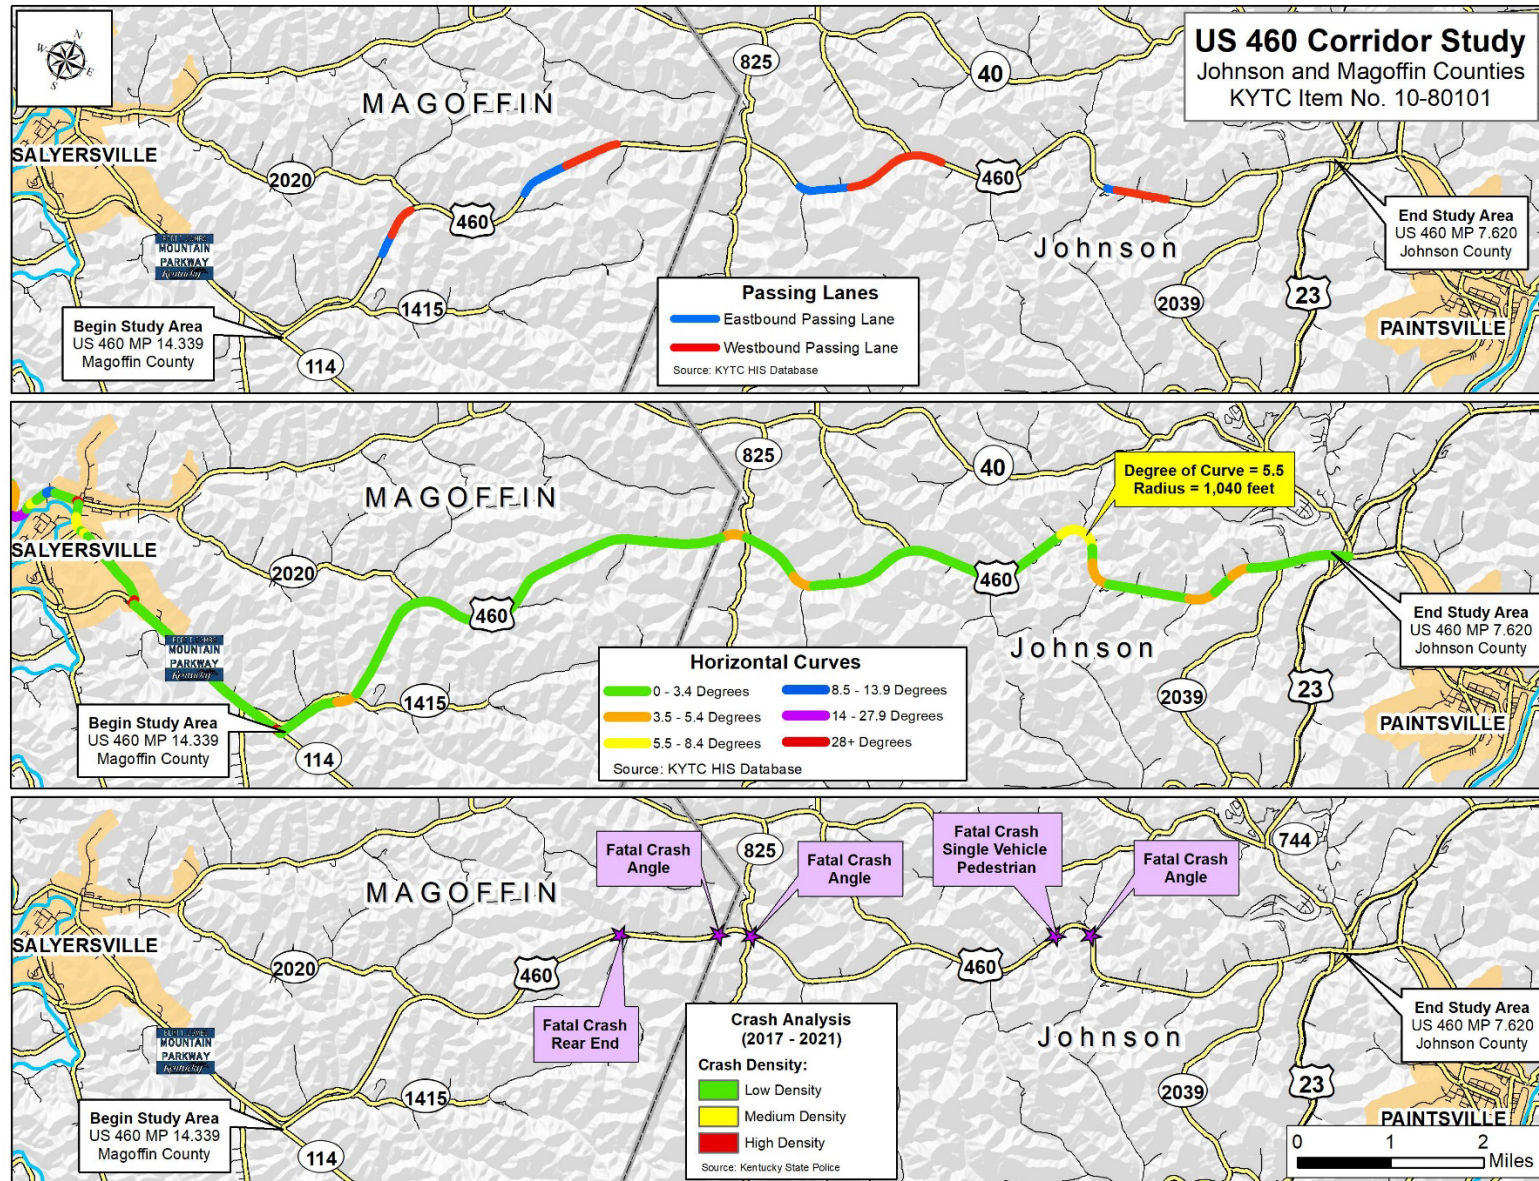 US 460 Corridor Study
Johnson and Magoffin Counties
KYTC Item No. 10-80101
N
W
E
S
MAGOFFIN
825
40
SALYERSVILLE
2020
460
460
MOUNTAIN
PARKWAY
Kentucky
Johnson
End Study Area
US 460 MP 7.620
Johnson County
Begin Study Area
US 460 MP 14.339
Magoffin County
1415
114
2039
23
PAINTSVILLE
Passing Lanes
Eastbound Passing Lane
Westbound Passing Lane
Source: KYTC HIS Database
MAGOFFIN
825
40
Degree of Curve = 5.5
Radius = 1,040 feet
SALYERSVILLE
2020
460
460
MOUNTAIN
PARKWAY
Kentucky
Johnson
End Study Area
US 460 MP 7.620
Johnson County
Begin Study Area
US 460 MP 14.339
Magoffin County
1415
114
2039
23
PAINTSVILLE
Horizontal Curves
0 - 3.4 Degrees
8.5 - 13.9 Degrees
3.5 - 5.4 Degrees
14 - 27.9 Degrees
5.5 - 8.4 Degrees
28+ Degrees
Source: KYTC HIS Database
Fatal Crash
Angle
825
Fatal Crash
Angle
Fatal Crash
Single Vehicle
Pedestrian
Fatal Crash
Angle
744
MAGOFFIN
SALYERSVILLE
2020
460
460
Fatal Crash
Rear End
MOUNTAIN
PARKWAY
Kentucky
Johnson
End Study Area
US 460 MP 7.620
Johnson County
Begin Study Area
US 460 MP 14.339
Magoffin County
1415
114
2039
23
PAINTSVILLE
Crash Analysis
(2017 - 2021)
Crash Density:
Low Density
Medium Density
High Density
Source: Kentucky State Police
0 1 2
Miles